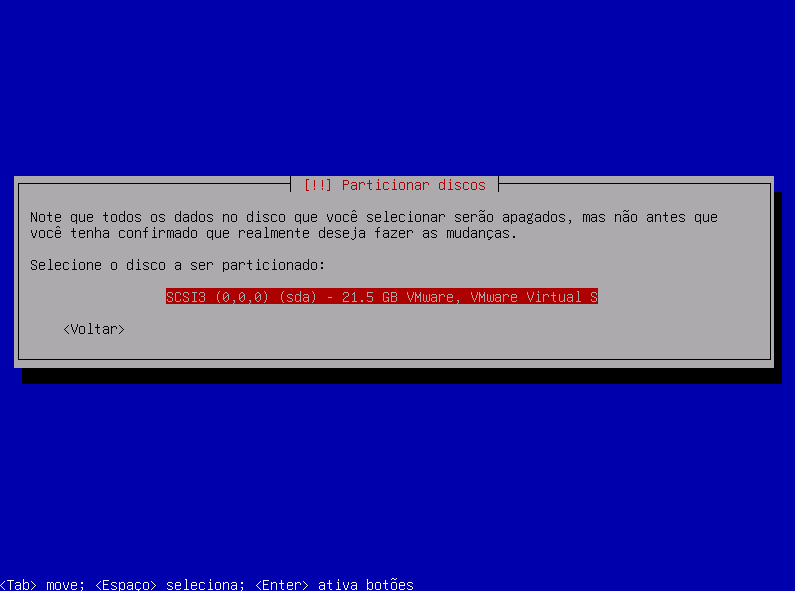 [!!] Particionar discos
Note que todos os dados no disco que você selecionar serão apagados, mas não antes que
você tenha confirmado que realmente deseja fazer as mudanças.
Selecione o disco a ser particionado:
SCSI3 (0,0,0) (sda) - 21.5 GB VMware, VMware Virtual S
<Voltar>
<Tab> move; <Espaço> seleciona; <Enter> ativa botões